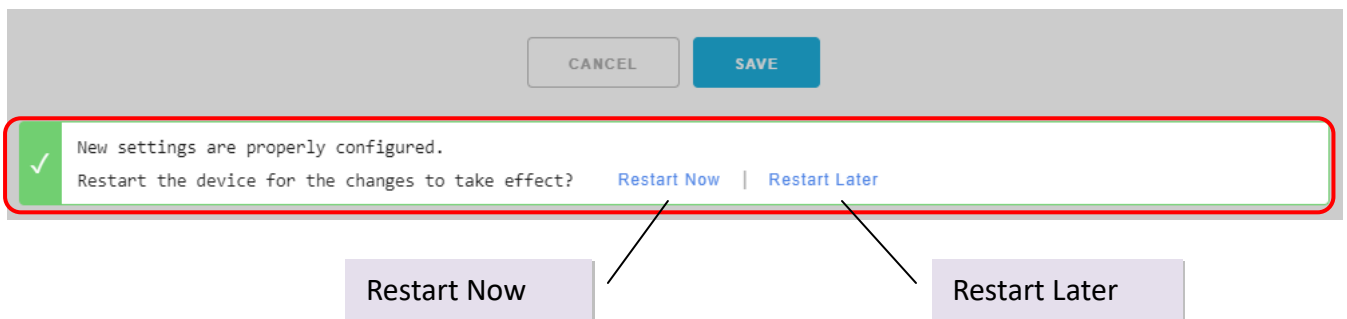 CANCEL SAVE
New settings are properly configured.
Restart the device for the changes to take effect? Restart Now | Restart Later
Restart Now Restart Later